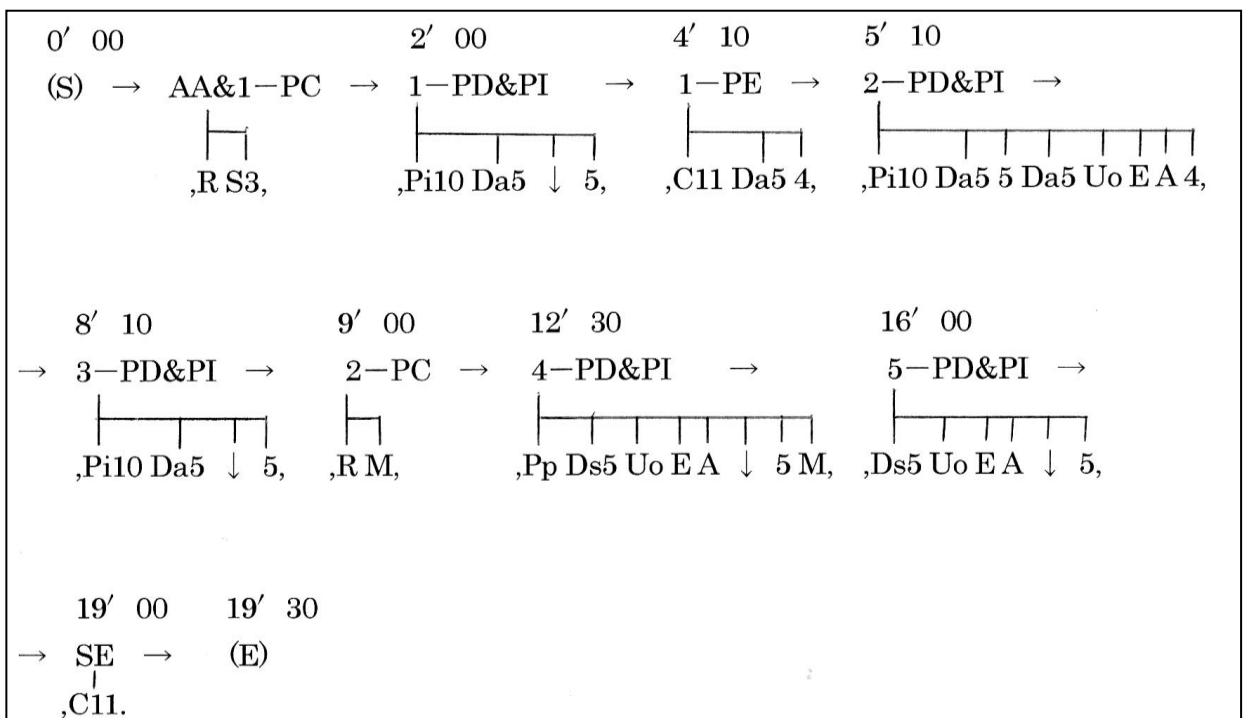 0′ 00 2′ 00 4′ 10 5′ 10
(S) → AA&1−PC → 1−PD&PI → 1−PE → 2−PD&PI →
,R S3, ,Pi10 Da5 ↓ 5, ,C11 Da5 4, ,Pi10 Da5 5 Da5 Uo E A 4,
8′ 10 9′ 00 12′ 30 16′ 00
→ 3−PD&PI → 2−PC → 4−PD&PI → 5−PD&PI →
,Pi10 Da5 ↓ 5, ,R M, ,Pp Ds5 Uo E A ↓ 5 M, ,Ds5 Uo E A ↓ 5,
19′ 00 19′ 30
→ SE → (E)
,C11.